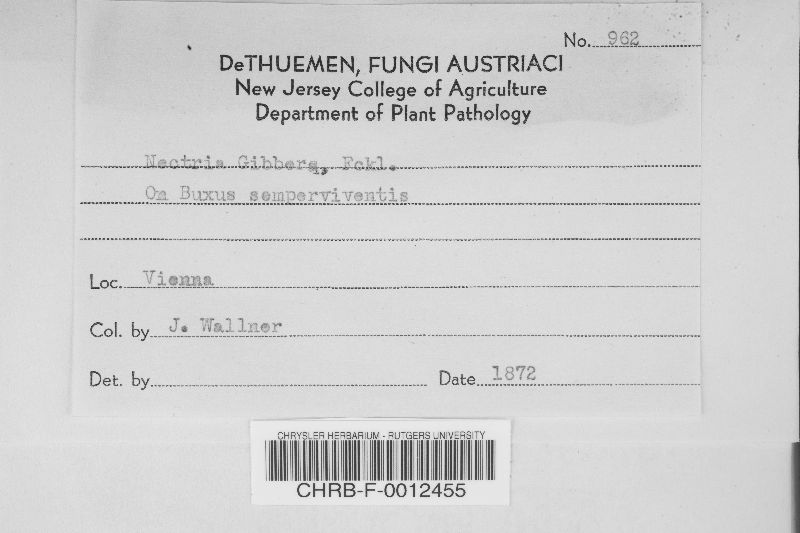 No. 962
DeTHUEMEN, FUNGI AUSTRIACI
New Jersey College of Agriculture
Department of Plant Pathology
Nectria Gibbera, Fckl.
On Buxus semperviventis
Loc. Vienna
Col. by J. Wallner
Det. by
Date 1872
CHRYSLER HERBARIUM - RUTGERS UNIVERSITY
CHRB-F-0012455